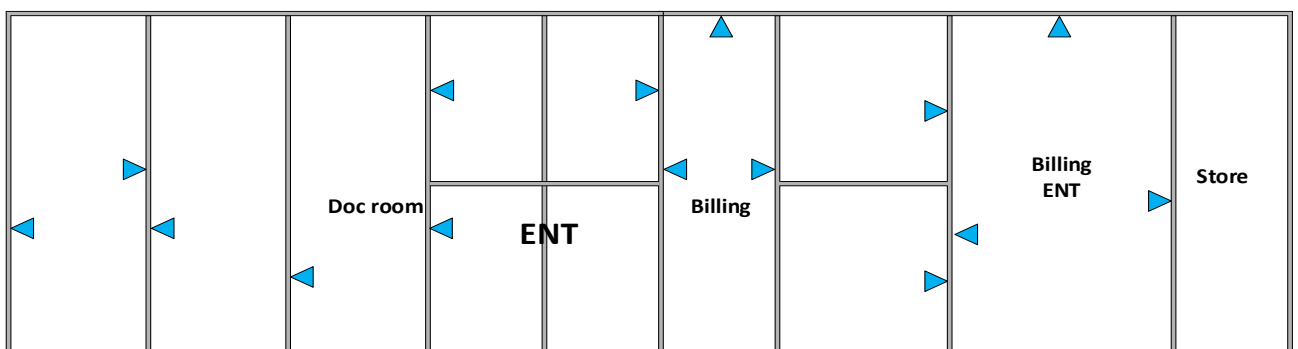 Doc room
ENT
Billing
Billing
ENT
Store